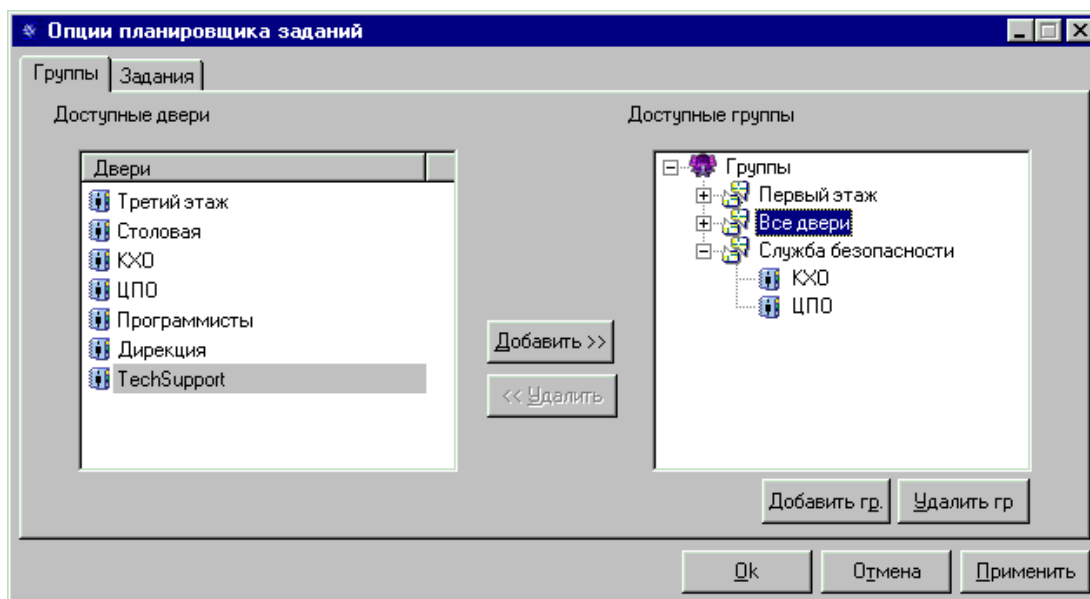 Опции планировщика заданий
Группы Задания
Доступные двери
Двери
Третий этаж
Столовая
КХО
ЦПО
Программисты
Дирекция
TechSupport
Добавить >>
<< Удалить
Доступные группы
Группы
Первый этаж
Все двери
Служба безопасности
КХО
ЦПО
Добавить гр. Удалить гр
Ok Отмена Применить